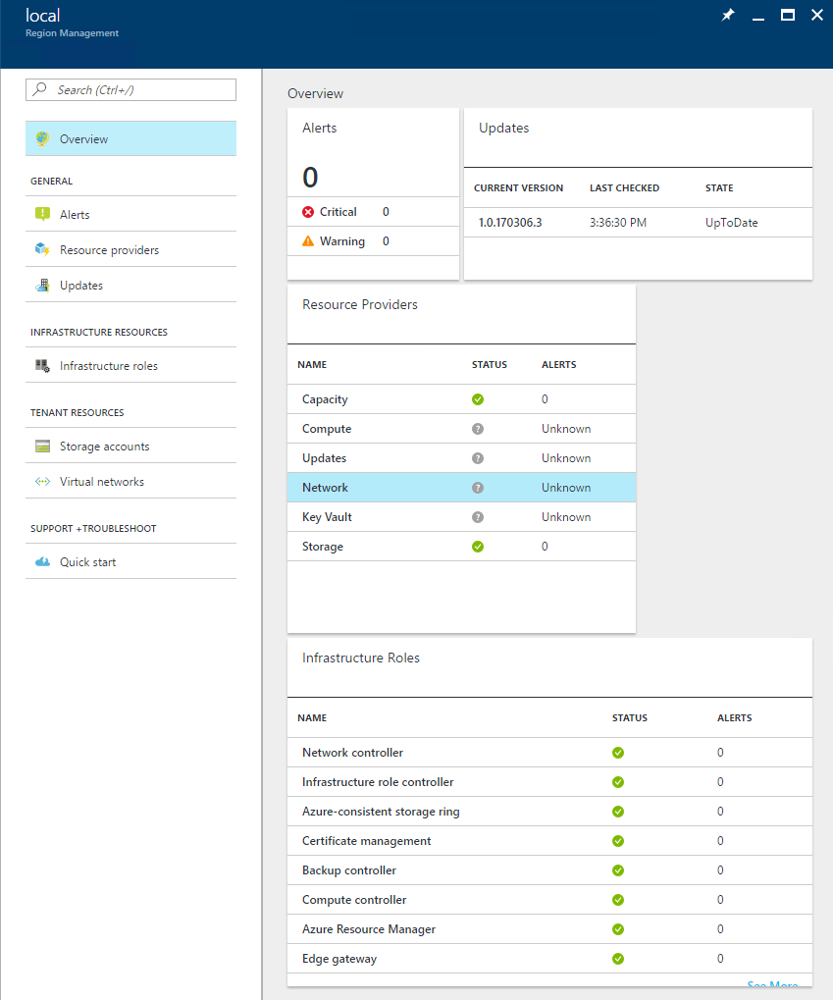 local
Region Management
Search (Ctrl+/)
Overview
GENERAL
Alerts
Resource providers
Updates
INFRASTRUCTURE RESOURCES
Infrastructure roles
TENANT RESOURCES
Storage accounts
Virtual networks
SUPPORT +TROUBLESHOOT
Quick start
Overview
Alerts
0
Critical 0
Warning 0
Updates
CURRENT VERSION LAST CHECKED STATE
1.0.170306.3 3:36:30 PM UpToDate
Resource Providers
NAME STATUS ALERTS
Capacity 0
Compute Unknown
Updates Unknown
Network Unknown
Key Vault Unknown
Storage 0
Infrastructure Roles
NAME STATUS ALERTS
Network controller 0
Infrastructure role controller 0
Azure-consistent storage ring 0
Certificate management 0
Backup controller 0
Compute controller 0
Azure Resource Manager 0
Edge gateway 0
See More